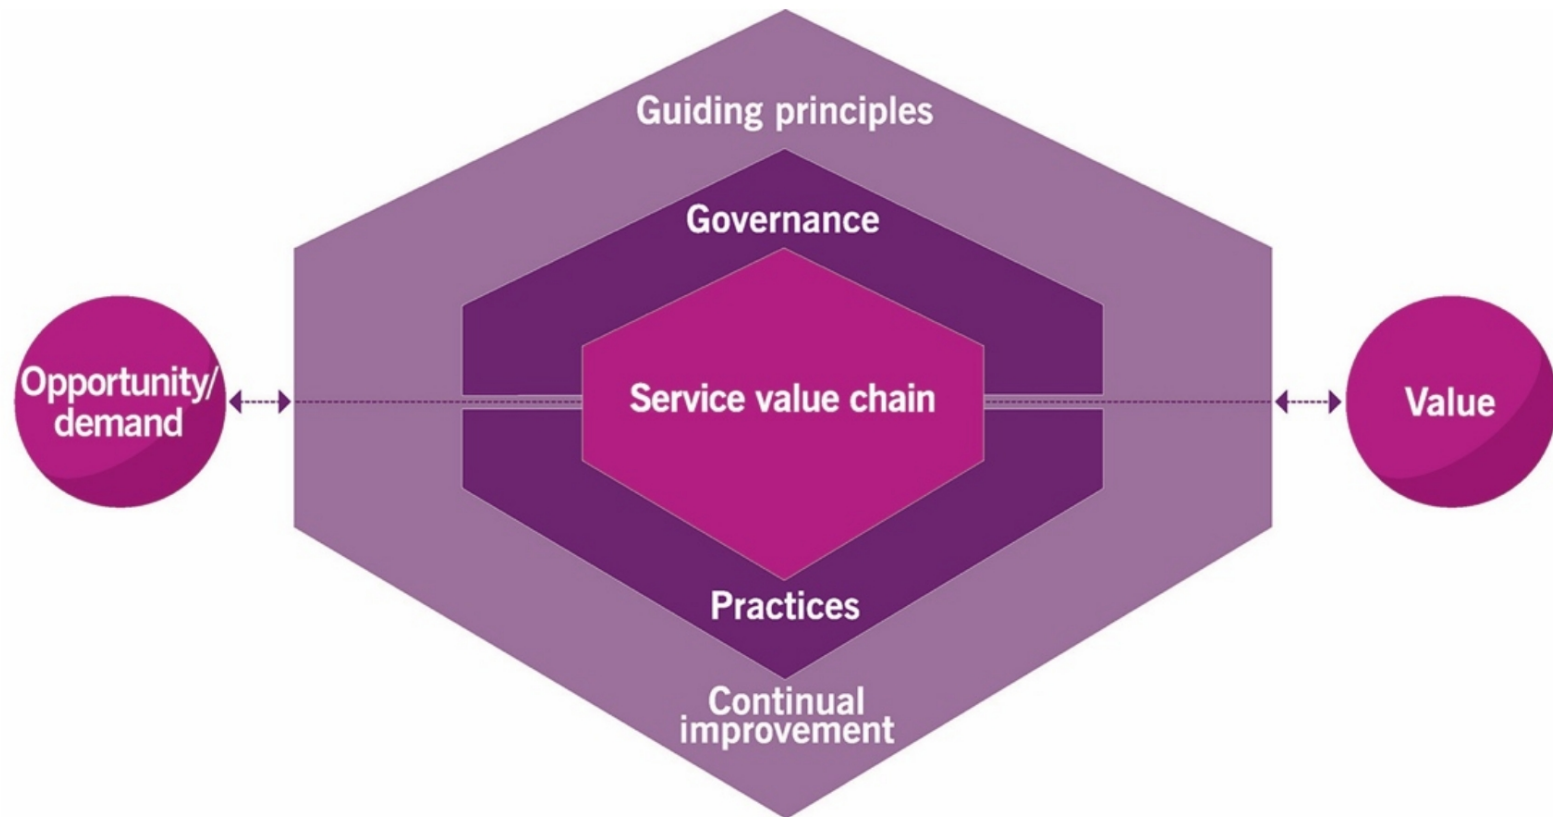 Guiding principles
Governance
Opportunity/
demand
Service value chain
Value
Practices
Continual
improvement